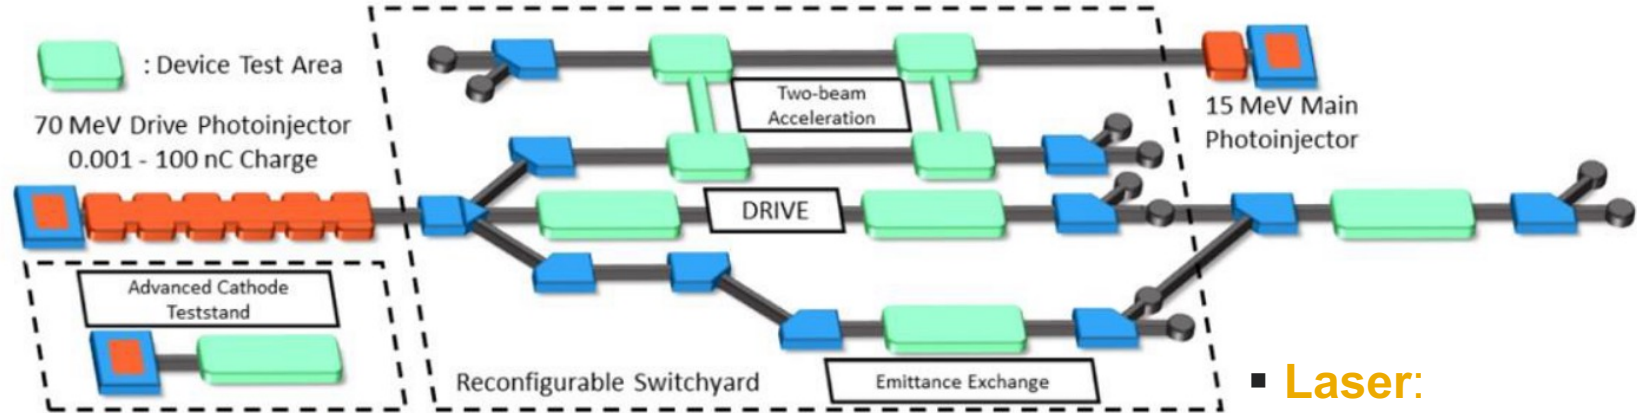 : Device Test Area
70 MeV Drive Photoinjector
0.001 - 100 nC Charge
Two-beam
Acceleration
15 MeV Main
Photoinjector
DRIVE
Advanced Cathode
Teststand
Reconfigurable Switchyard
Emittance Exchange
▪ Laser: